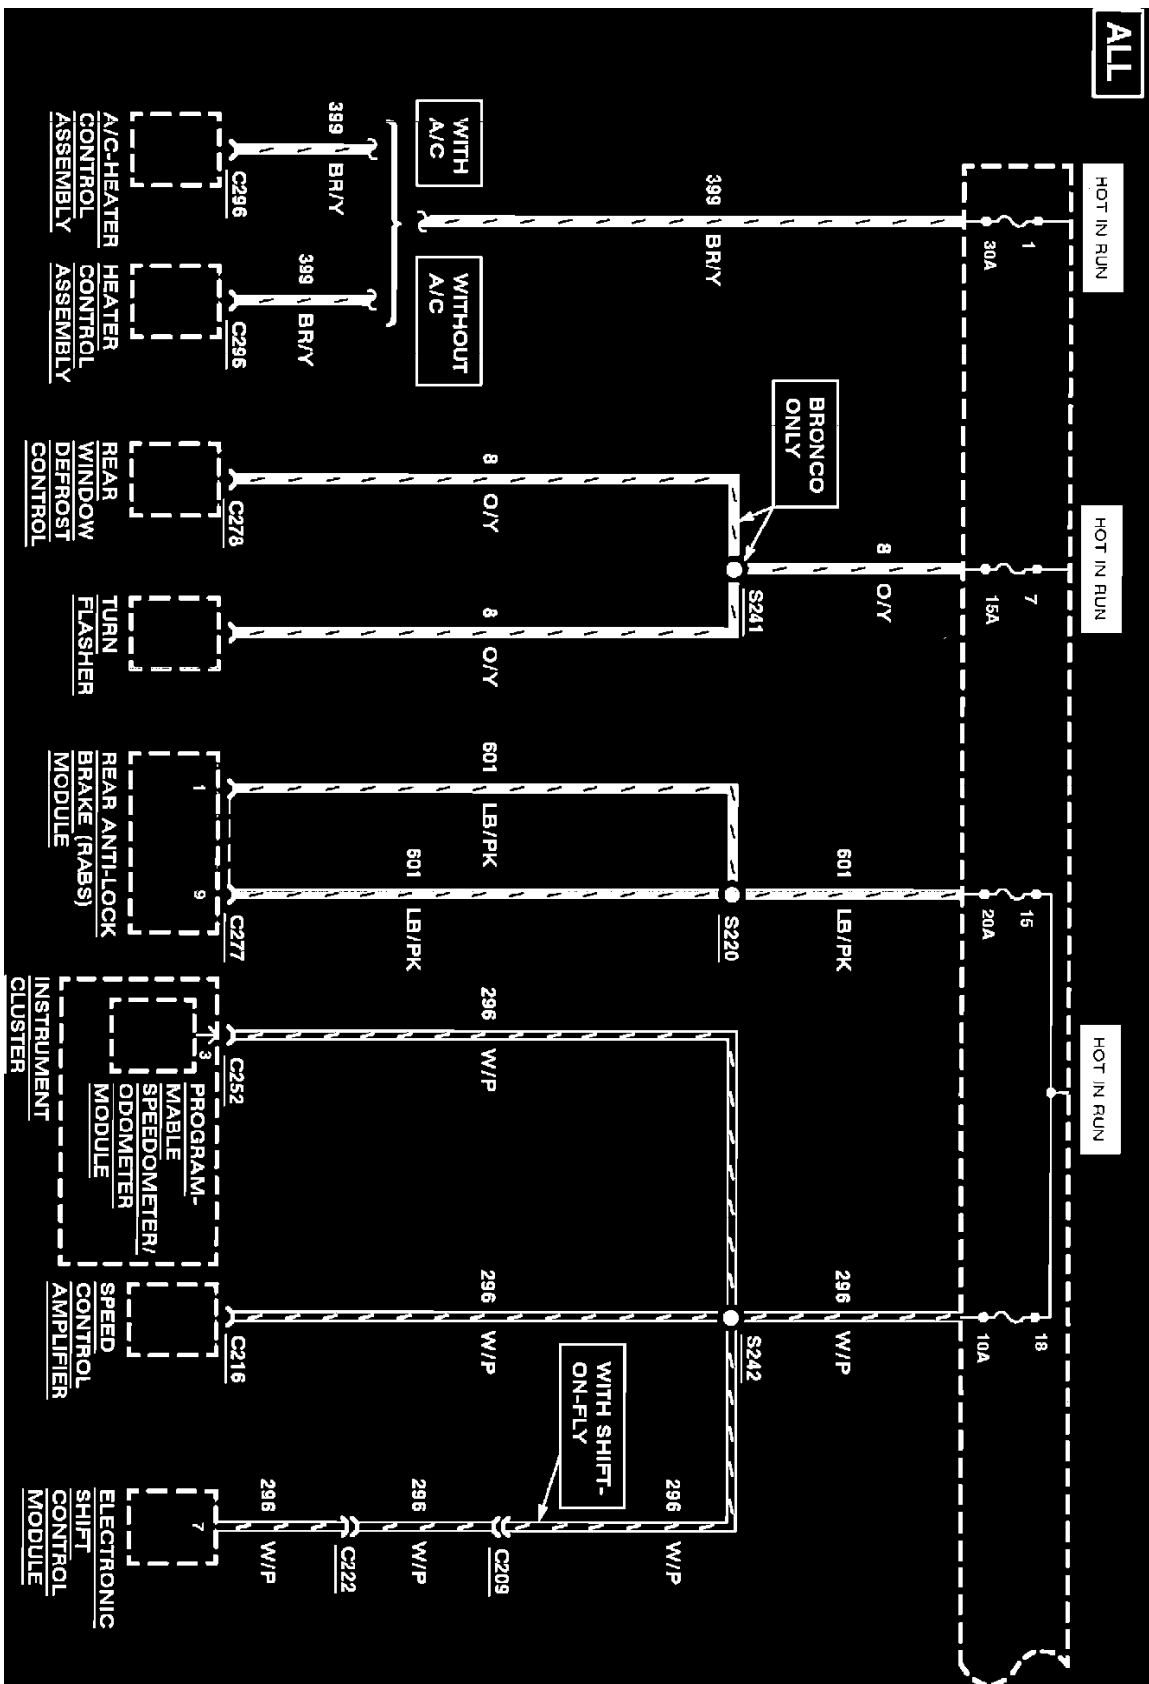 ALL
HOT IN RUN
HOT IN RUN
HOT IN RUN
1
30A
7
15A
15
20A
18
10A
399
BR/Y
8
O/Y
601
LB/PK
296
W/P
BRONCO
ONLY
S241
S220
S242
WITH
A/C
WITHOUT
A/C
399
BR/Y
399
BR/Y
8
O/Y
8
O/Y
601
LB/PK
601
LB/PK
296
W/P
296
W/P
WITH SHIFT-
ON-FLY
296
W/P
C209
296
W/P
C222
296
W/P
C296
C296
C278
1
9
C277
3
C252
C216
7
A/C-HEATER
CONTROL
ASSEMBLY
HEATER
CONTROL
ASSEMBLY
REAR
WINDOW
DEFROST
CONTROL
TURN
FLASHER
REAR ANTI-LOCK
BRAKE (RABS)
MODULE
PROGRAM-
MABLE
SPEEDOMETER/
ODOMETER
MODULE
INSTRUMENT
CLUSTER
SPEED
CONTROL
AMPLIFIER
ELECTRONIC
SHIFT
CONTROL
MODULE